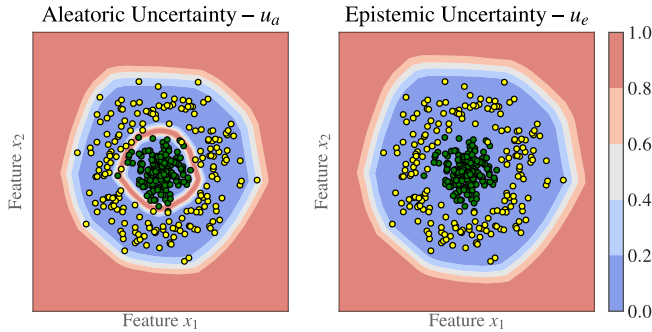 Aleatoric Uncertainty – u_a
Epistemic Uncertainty – u_e
Feature x_2
Feature x_1
Feature x_2
Feature x_1
1.0
0.8
0.6
0.4
0.2
0.0